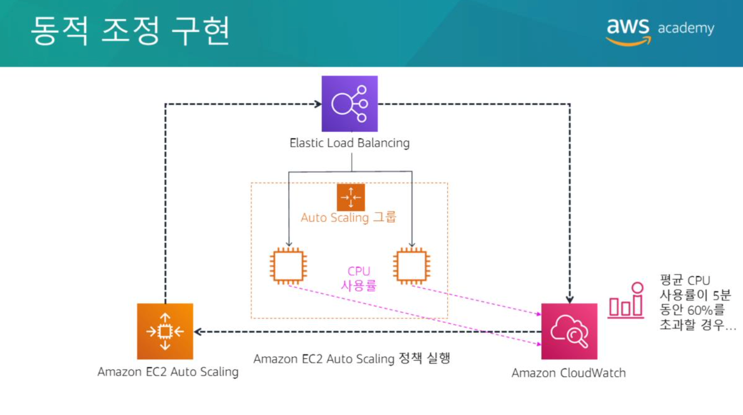 동적 조정 구현
aws academy
Elastic Load Balancing
Auto Scaling 그룹
CPU
사용률
평균 CPU
사용률이 5분
동안 60%를
초과할 경우...
Amazon EC2 Auto Scaling 정책 실행
Amazon EC2 Auto Scaling
Amazon CloudWatch